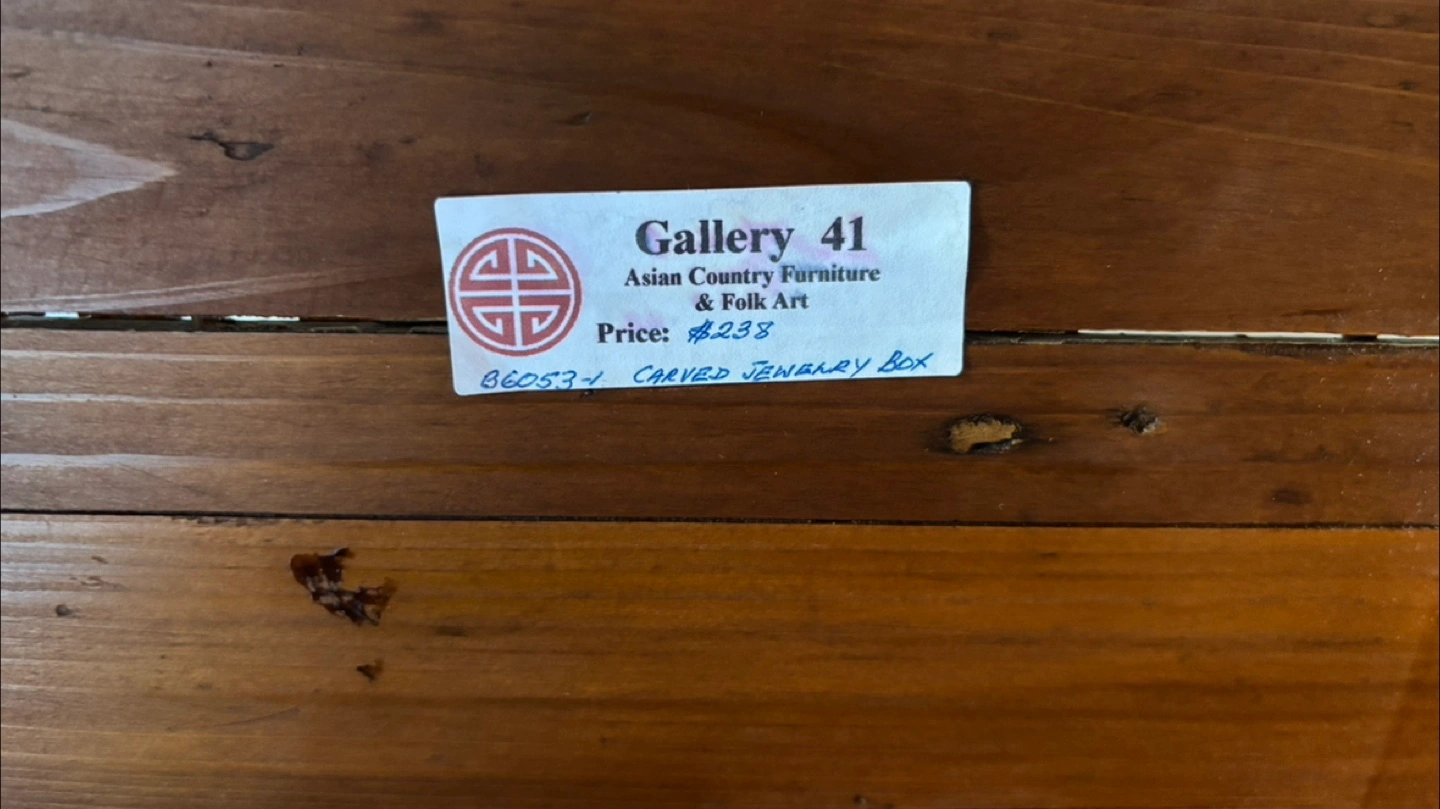 Gallery 41
Asian Country Furniture
& Folk Art
Price: $238
B6053-1 CARVED JEWELRY BOX